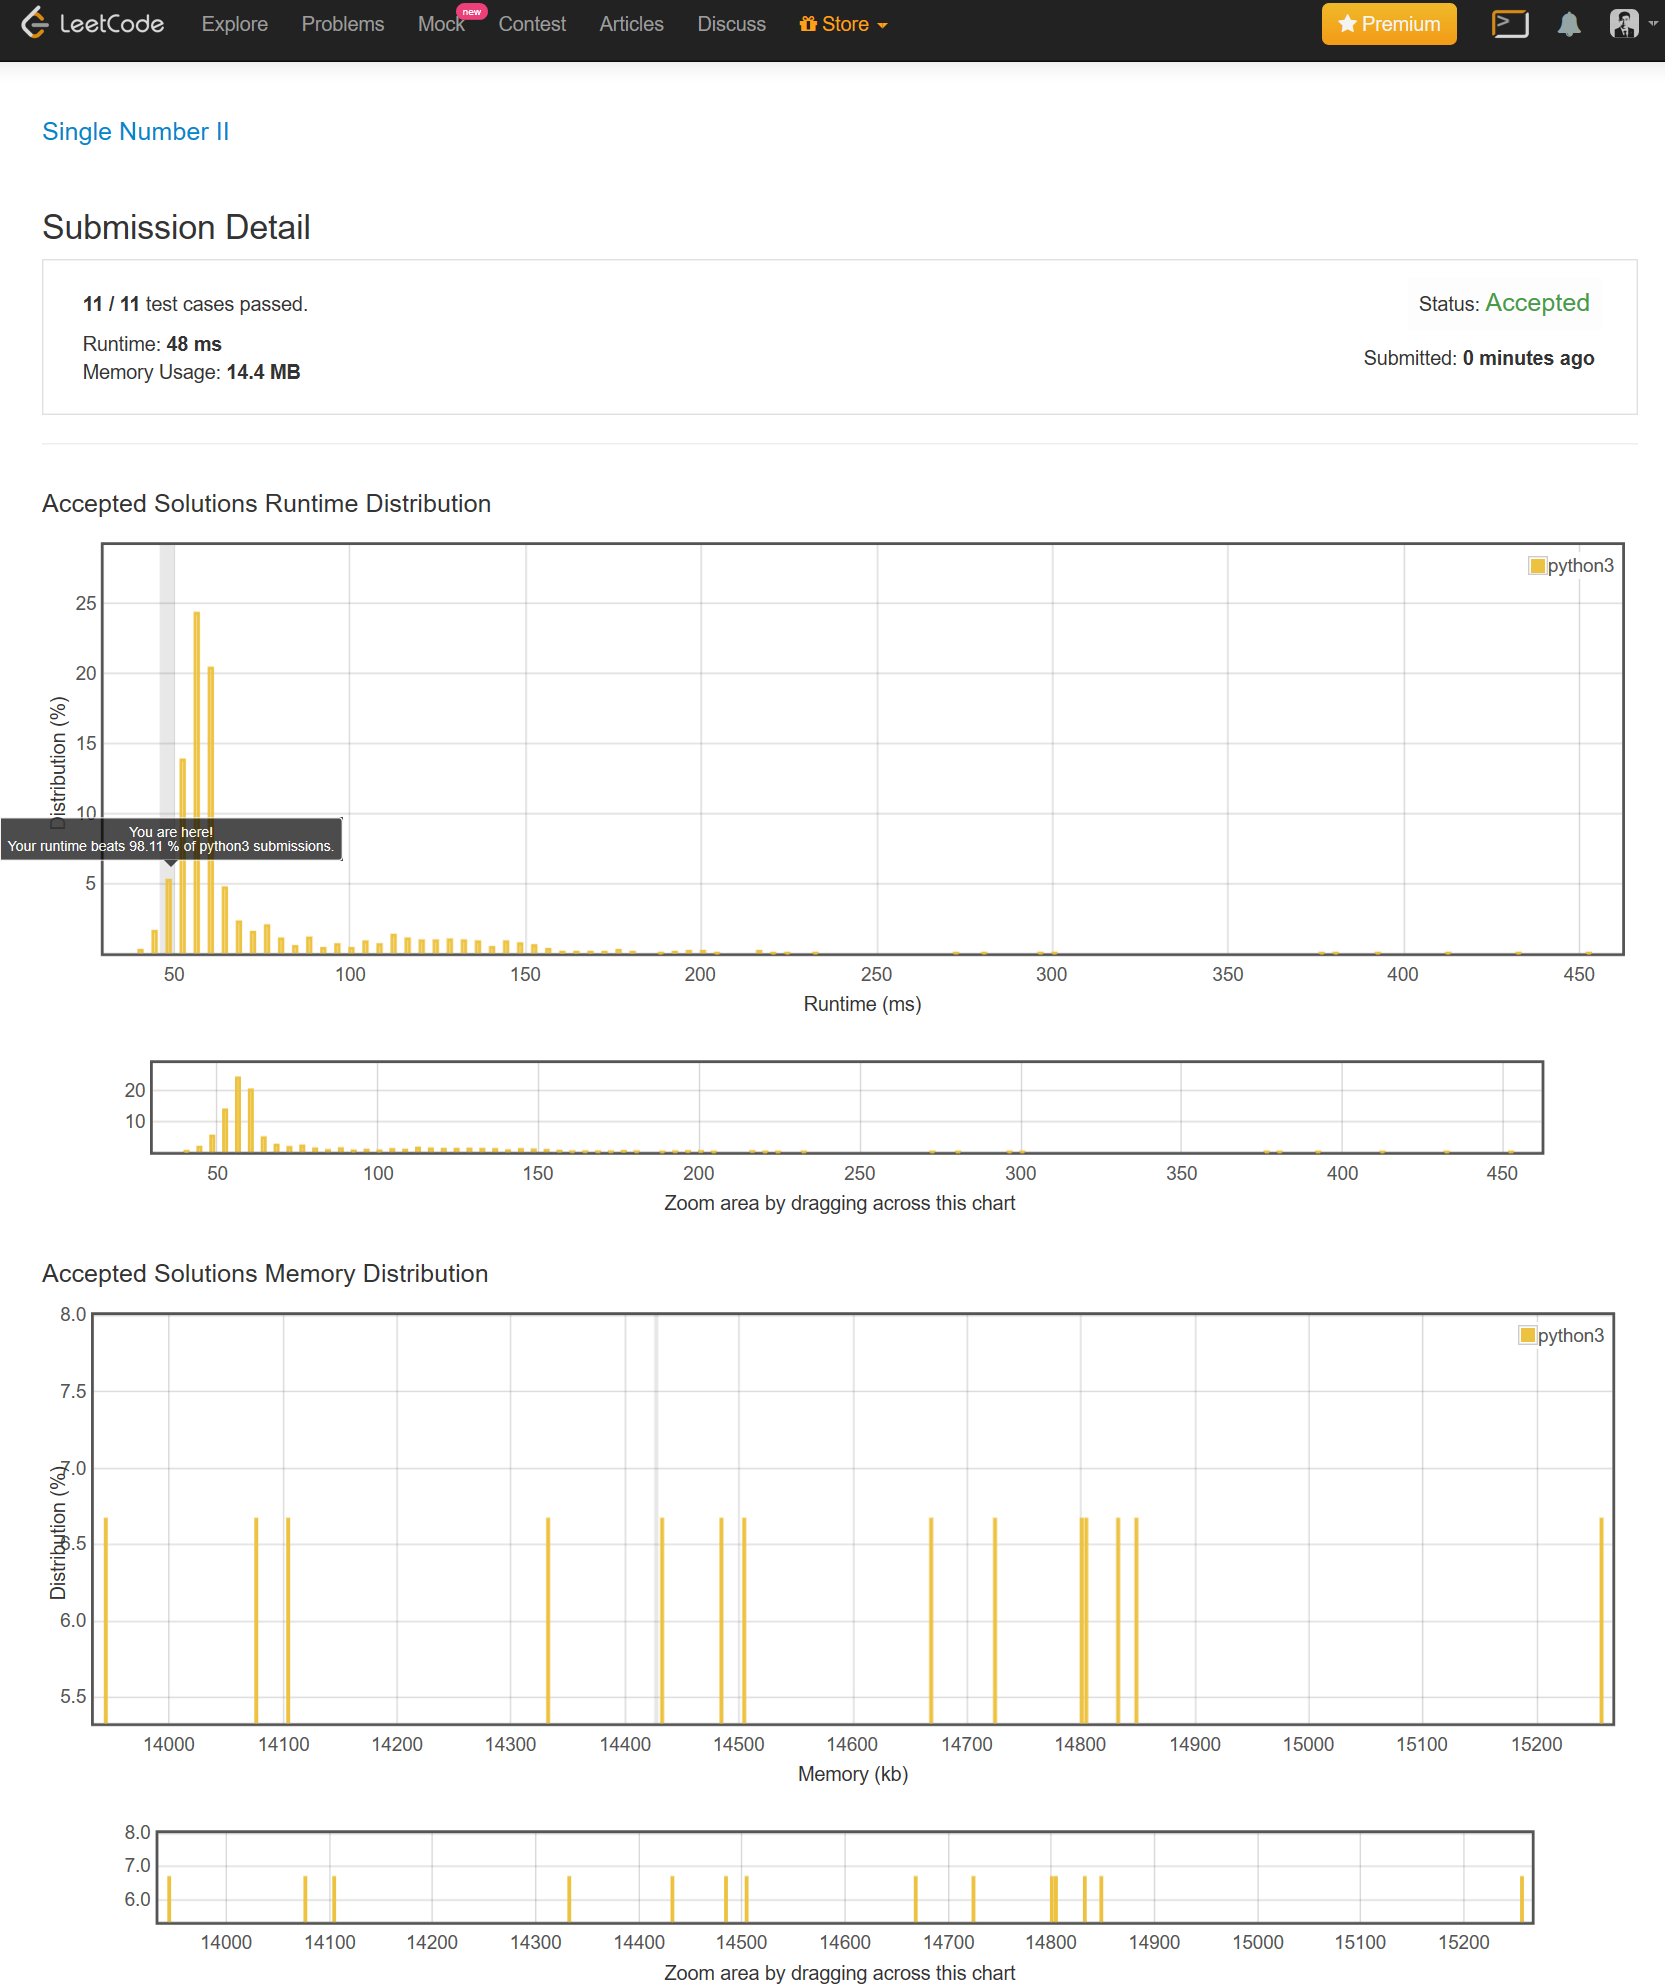 LeetCode Explore Problems Mock new Contest Articles Discuss Store Premium
Single Number II
Submission Detail
11 / 11 test cases passed.
Status: Accepted
Runtime: 48 ms
Submitted: 0 minutes ago
Memory Usage: 14.4 MB
Accepted Solutions Runtime Distribution
python3
25
20
15
10
5
Distribution (%)
You are here!
Your runtime beats 98.11 % of python3 submissions.
50 100 150 200 250 300 350 400 450
Runtime (ms)
20
10
50 100 150 200 250 300 350 400 450
Zoom area by dragging across this chart
Accepted Solutions Memory Distribution
python3
8.0
7.5
7.0
6.5
6.0
5.5
Distribution (%)
14000 14100 14200 14300 14400 14500 14600 14700 14800 14900 15000 15100 15200
Memory (kb)
8.0
7.0
6.0
14000 14100 14200 14300 14400 14500 14600 14700 14800 14900 15000 15100 15200
Zoom area by dragging across this chart